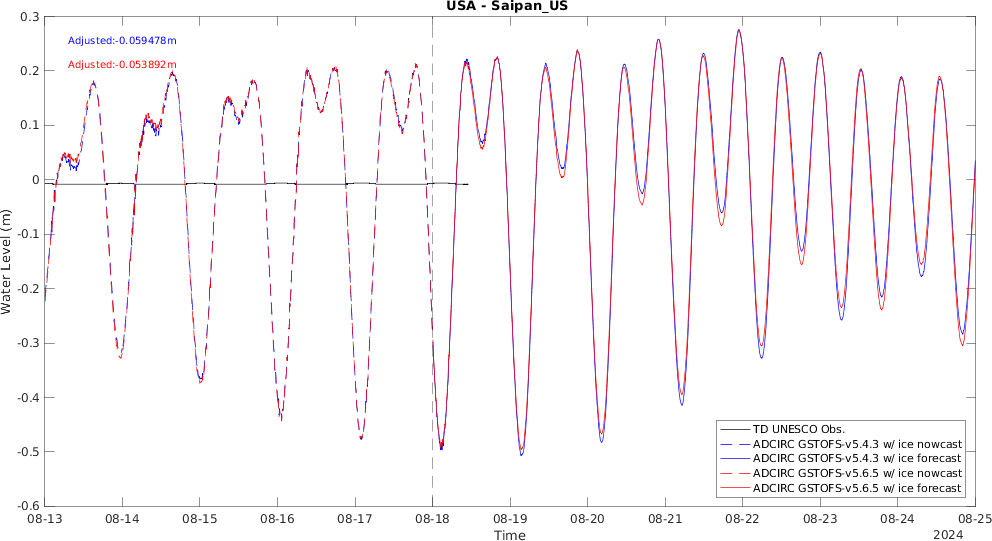 USA - Saipan_US
Adjusted:-0.059478m
Adjusted:-0.053892m
Water Level (m)
0.3
0.2
0.1
0
-0.1
-0.2
-0.3
-0.4
-0.5
-0.6
TD UNESCO Obs.
ADCIRC GSTOFS-v5.4.3 w/ ice nowcast
ADCIRC GSTOFS-v5.4.3 w/ ice forecast
ADCIRC GSTOFS-v5.6.5 w/ ice nowcast
ADCIRC GSTOFS-v5.6.5 w/ ice forecast
08-13 08-14 08-15 08-16 08-17 08-18 08-19 08-20 08-21 08-22 08-23 08-24 08-25
Time
2024